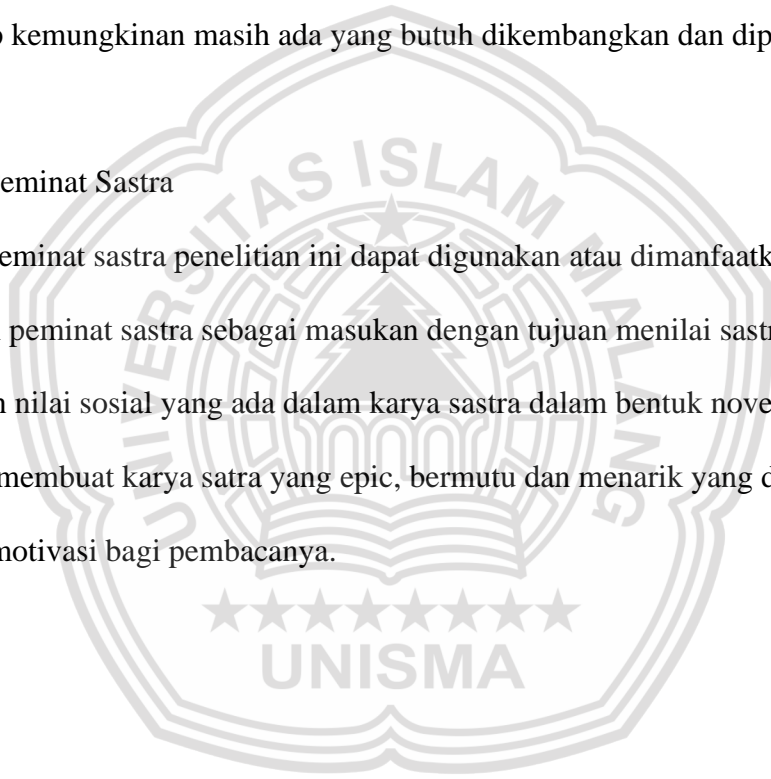 kemungkinan masih ada yang butuh dikembangkan dan dip
eminat Sastra
eminat sastra penelitian ini dapat digunakan atau dimanfaatk
peminat sastra sebagai masukan dengan tujuan menilai sastr
nilai sosial yang ada dalam karya sastra dalam bentuk nove
membuat karya satra yang epic, bermutu dan menarik yang d
motivasi bagi pembacanya.
UNIVERSITAS ISLAM MALANG
UNISMA